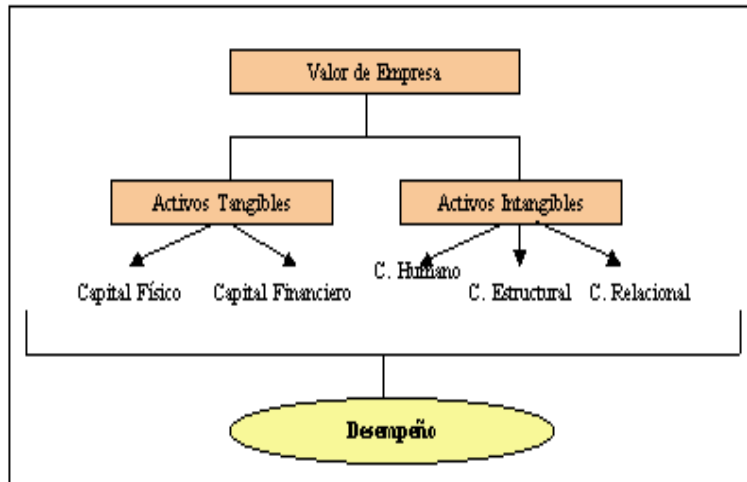 Valor de Empresa
Activos Tangibles
Activos Intangibles
Capital Físico
Capital Financiero
C. Humano
C. Estructural
C. Relacional
Desempeño